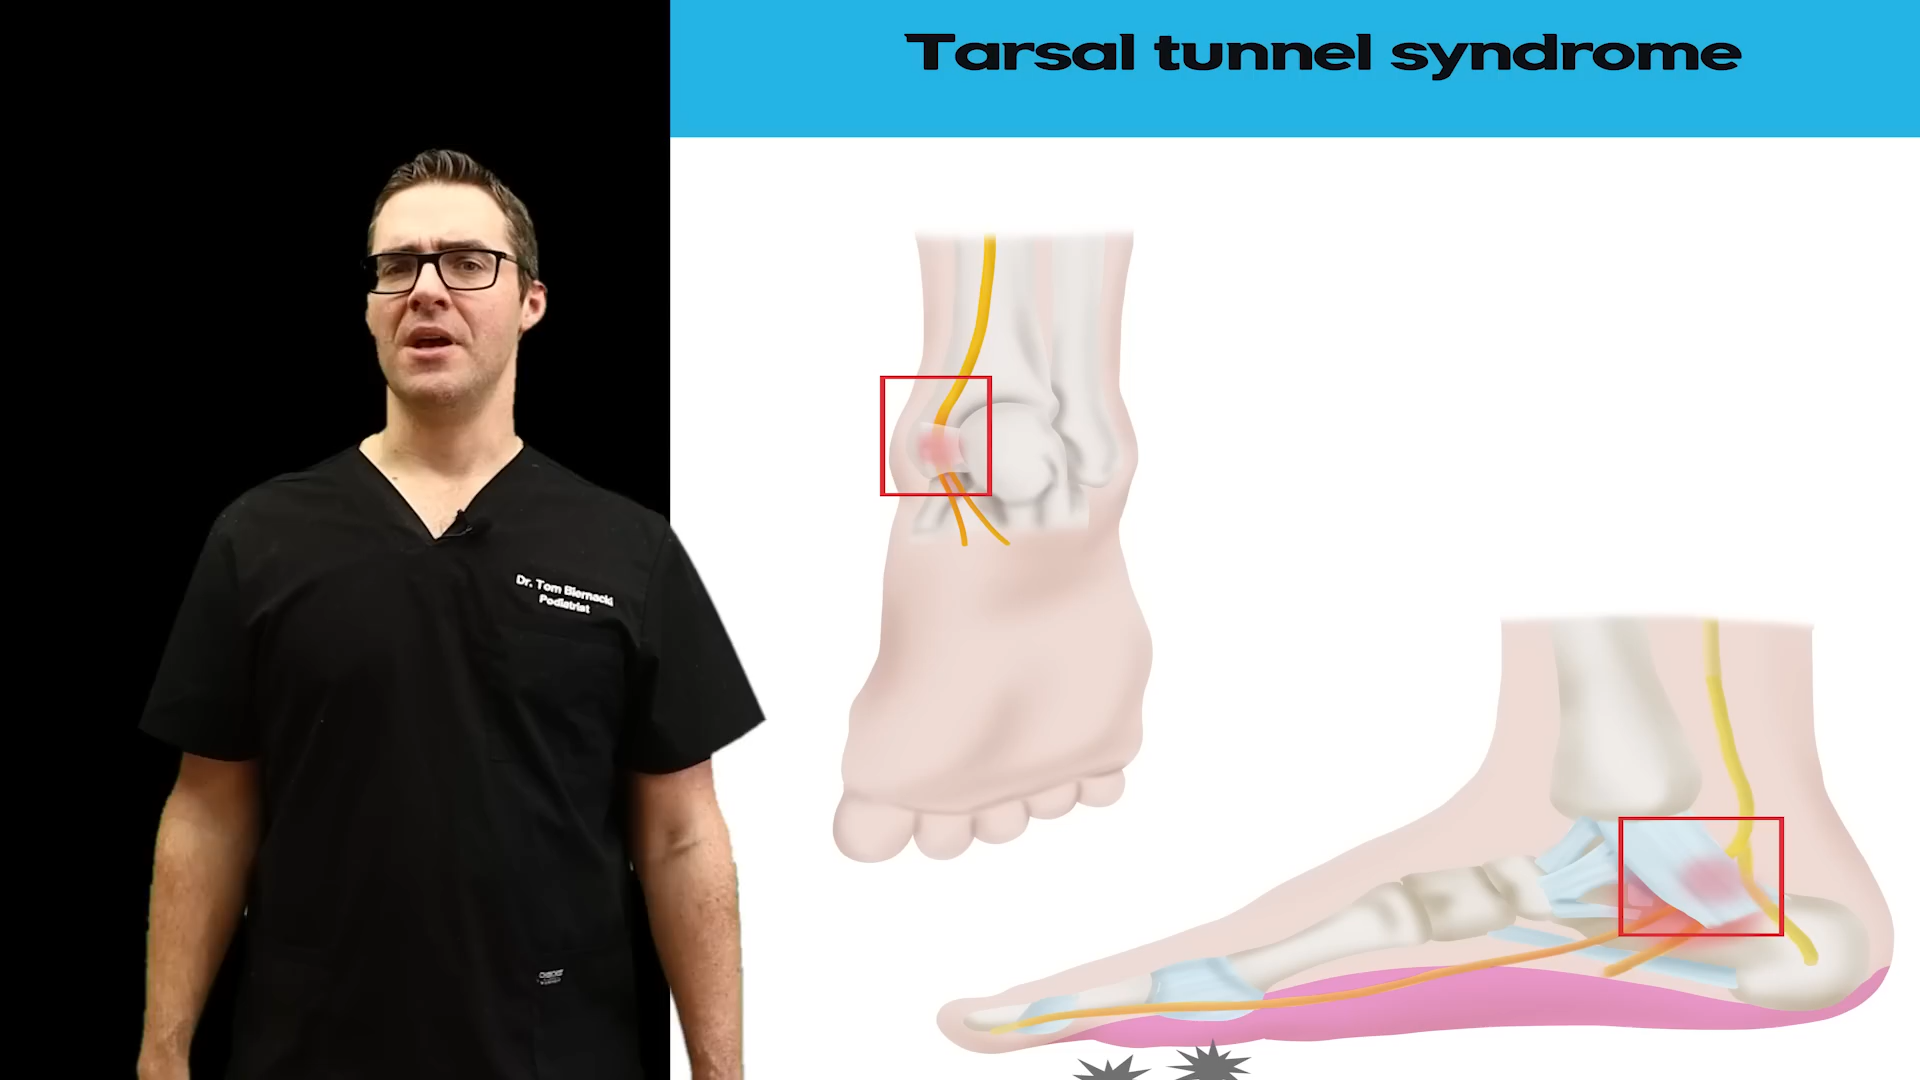 Tarsal tunnel syndrome
Dr. Tom Biernacki
Podiatrist